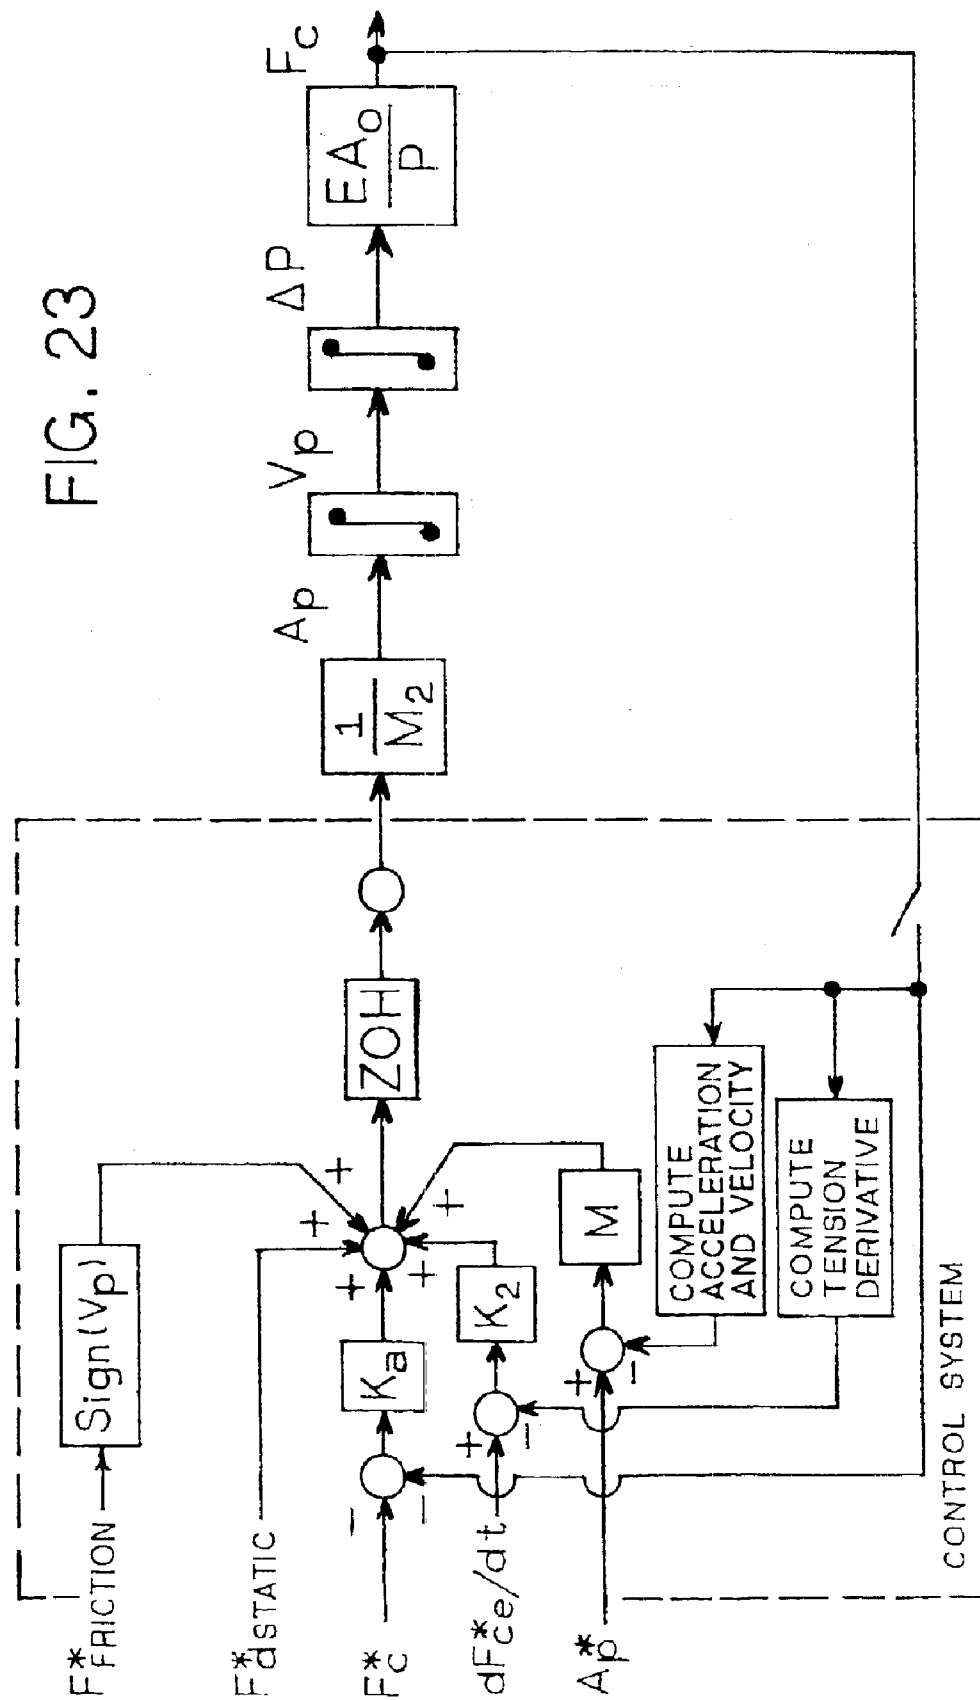 FIG. 23
F*FRICTION
Sign(Vp)
F*dSTATIC
+
+
F*c
−
−
Ka
+
+
+
ZOH
1
M2
Ap
Vp
ΔP
EAo
P
Fc
dF*ce/dt
+
−
K2
A*p
+
−
M
COMPUTE
ACCELERATION
AND VELOCITY
COMPUTE
TENSION
DERIVATIVE
CONTROL SYSTEM